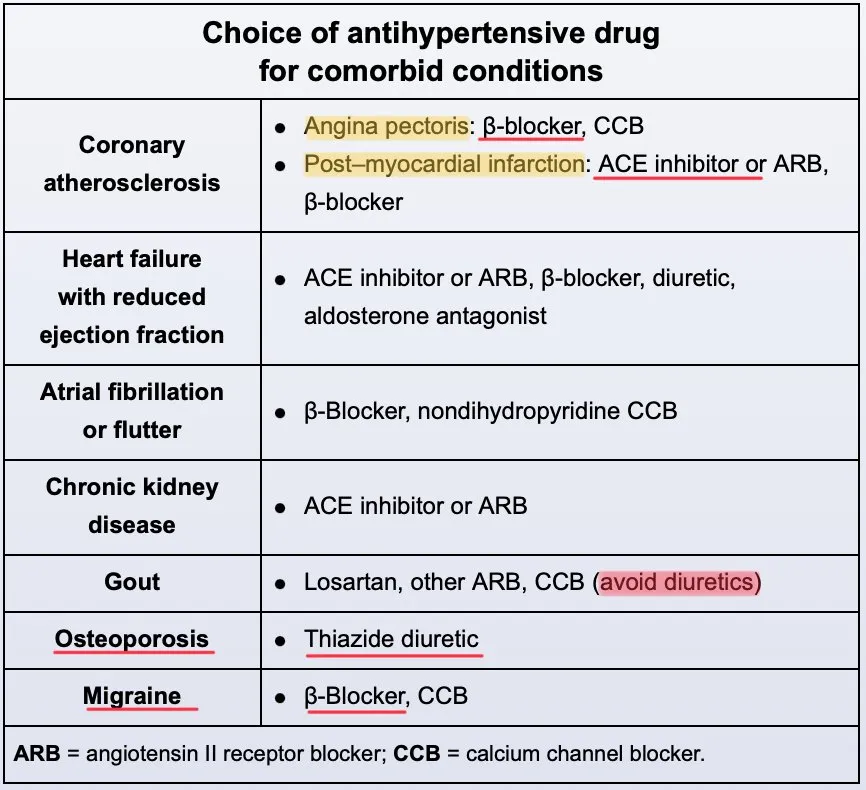 Choice of antihypertensive drug
for comorbid conditions
Coronary
atherosclerosis
● Angina pectoris: β-blocker, CCB
● Post–myocardial infarction: ACE inhibitor or ARB,
β-blocker
Heart failure
with reduced
ejection fraction
● ACE inhibitor or ARB, β-blocker, diuretic,
aldosterone antagonist
Atrial fibrillation
or flutter
● β-Blocker, nondihydropyridine CCB
Chronic kidney
disease
● ACE inhibitor or ARB
Gout
● Losartan, other ARB, CCB (avoid diuretics)
Osteoporosis
● Thiazide diuretic
Migraine
● β-Blocker, CCB
ARB = angiotensin II receptor blocker; CCB = calcium channel blocker.